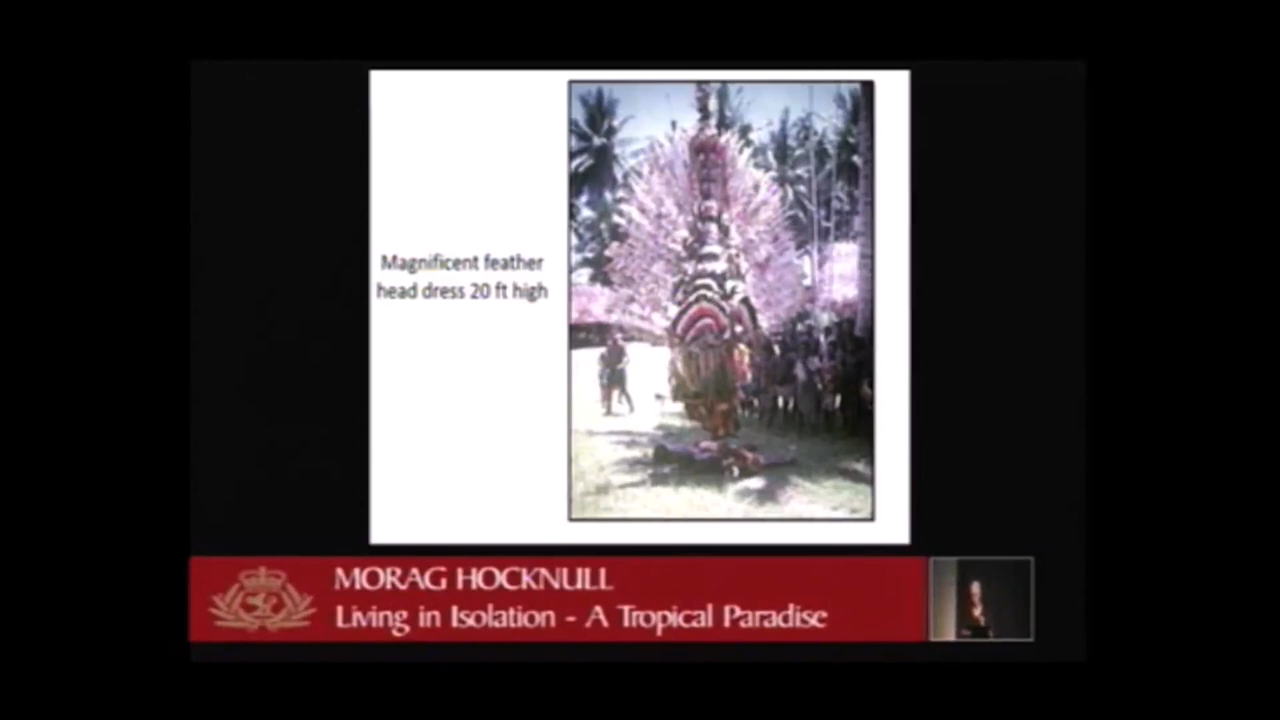 Magnificent feather
head dress 20 ft high
MORAG HOCKNULL
Living in Isolation - A Tropical Paradise